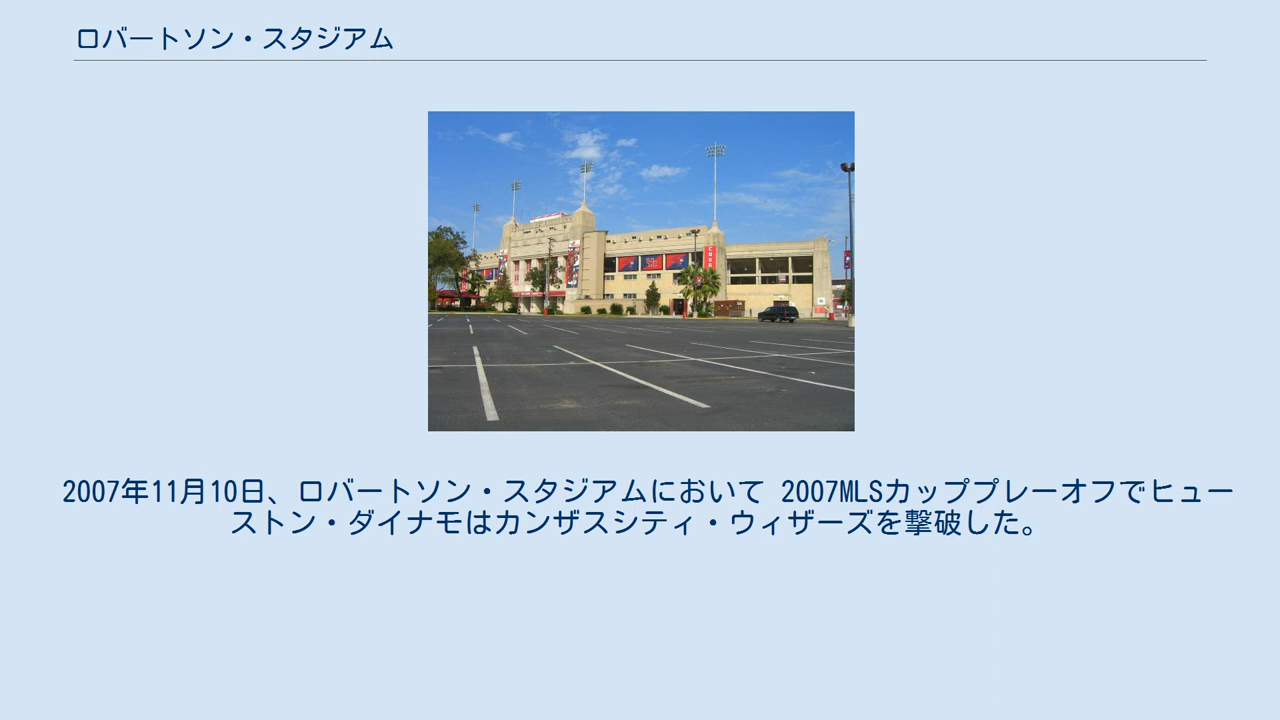 ロバートソン・スタジアム
2007年11月10日、ロバートソン・スタジアムにおいて 2007MLSカッププレーオフでヒュー
ストン・ダイナモはカンザスシティ・ウィザーズを撃破した。